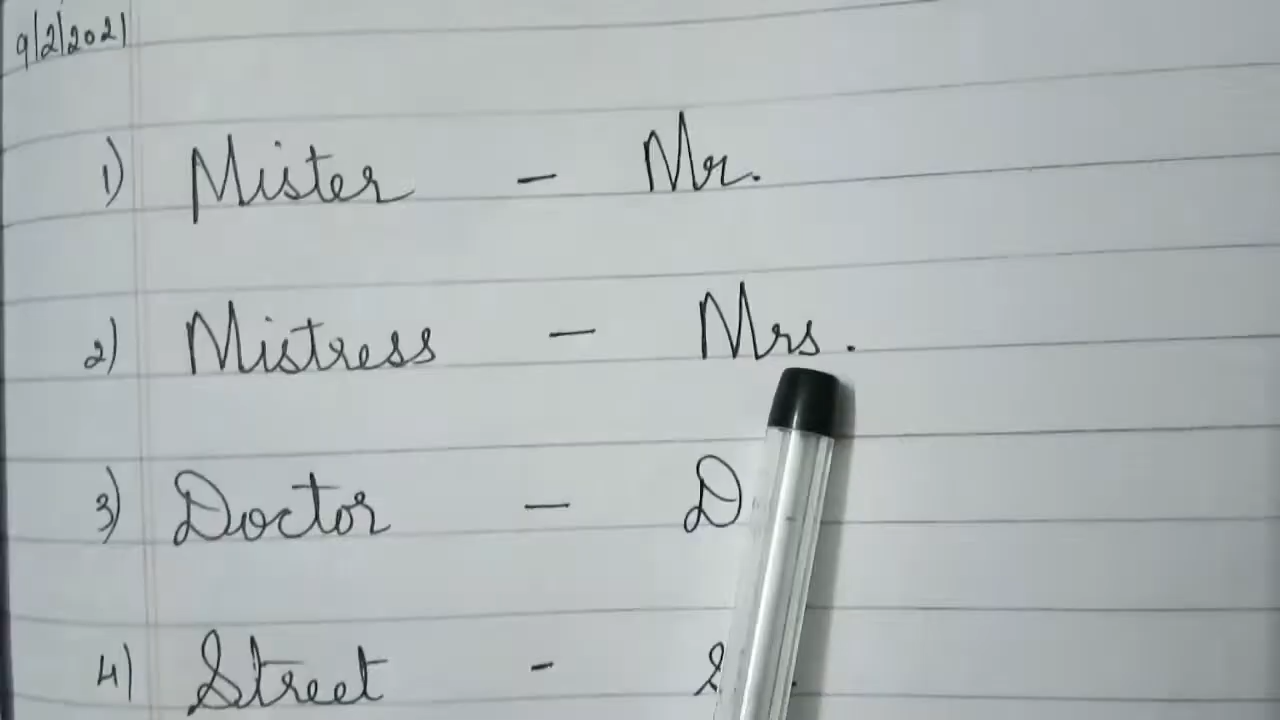 9/2/2021
1) Mister - Mr.
2) Mistress - Mrs.
3) Doctor - D
4) Street - S